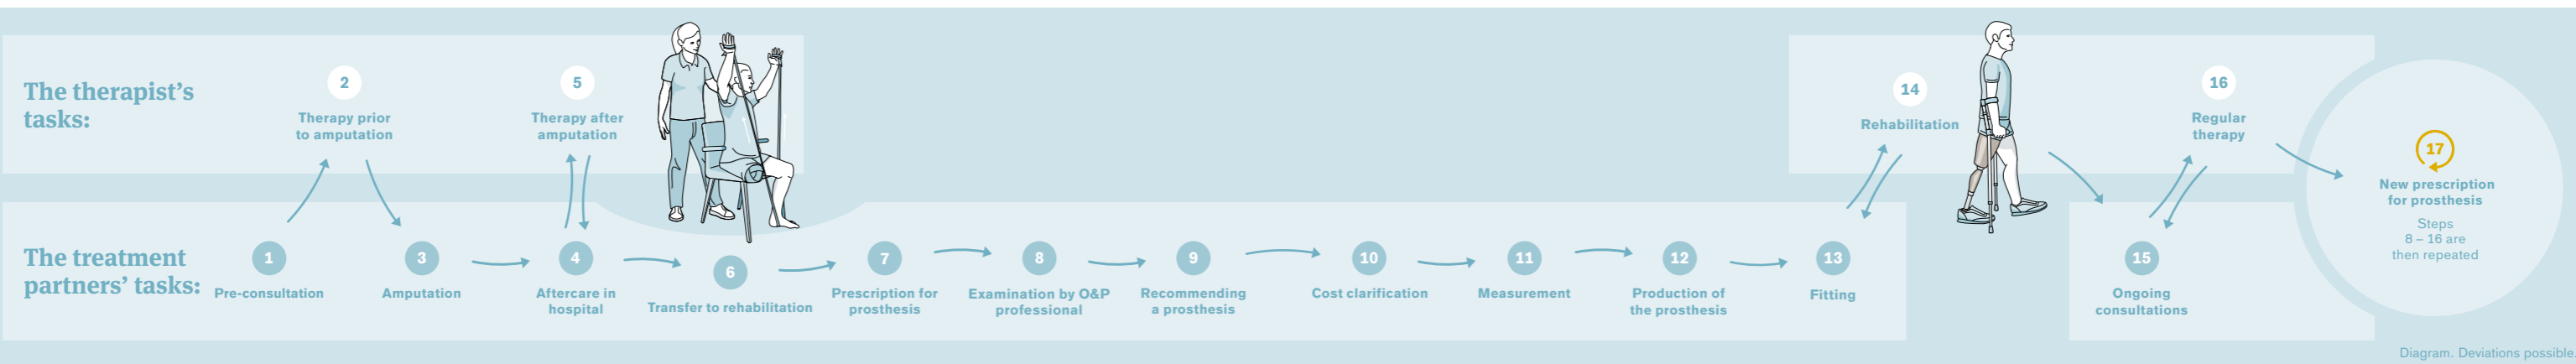 The therapist's
tasks:
2
Therapy prior
to amputation
5
Therapy after
amputation
14
Rehabilitation
16
Regular
therapy
The treatment
partners' tasks:
1
Pre-consultation
3
Amputation
4
Aftercare in
hospital
6
Transfer to rehabilitation
7
Prescription for
prosthesis
8
Examination by O&P
professional
9
Recommending
a prosthesis
10
Cost clarification
11
Measurement
12
Production of
the prosthesis
13
Fitting
15
Ongoing
consultations
17
New prescription
for prosthesis
Steps
8 – 16 are
then repeated
Diagram. Deviations possible